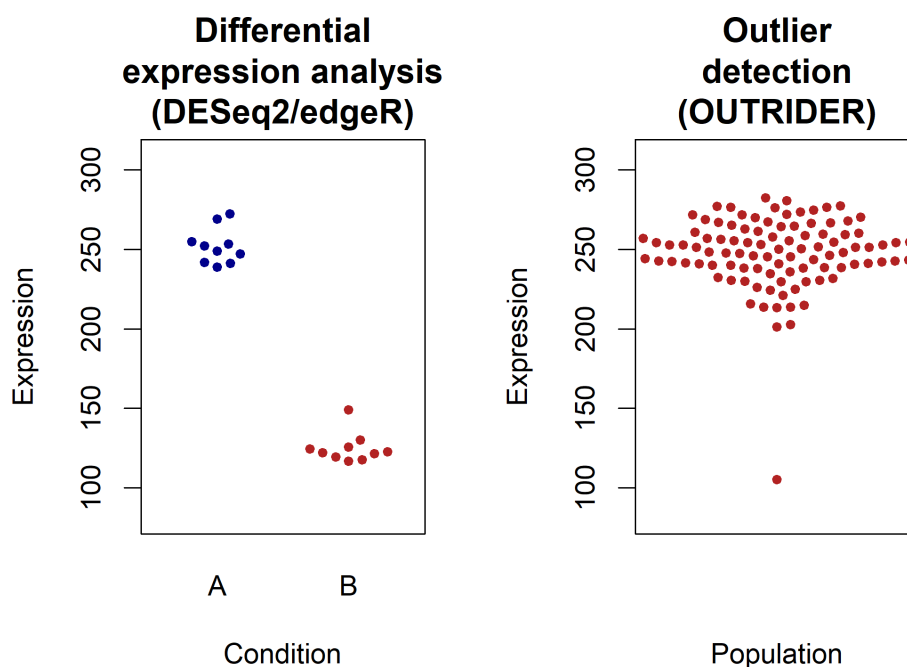 Differential
expression analysis
(DESeq2/edgeR)
Expression
300
250
200
150
100
A B
Condition
Outlier
detection
(OUTRIDER)
Expression
300
250
200
150
100
Population